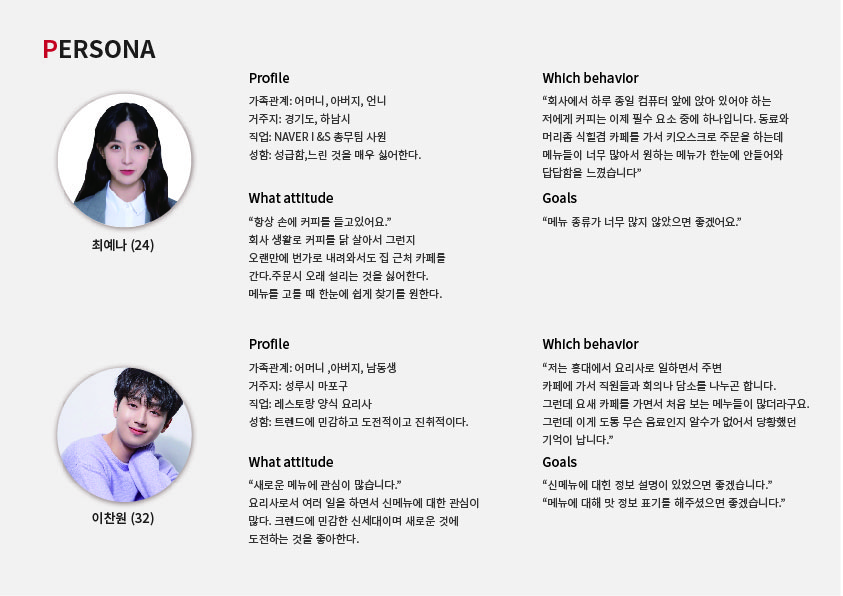 PERSONA
Profile
가족관계: 어머니, 아버지, 언니
거주지: 경기도, 하남시
직업: NAVER I &S 총무팀 사원
성함: 성급함,느린 것을 매우 싫어한다.
Which behavior
“회사에서 하루 종일 컴퓨터 앞에 앉아 있어야 하는
저에게 커피는 이제 필수 요소 중에 하나입니다. 동료와
머리좀 식힐겸 카페를 가서 키오스크로 주문을 하는데
메뉴들이 너무 많아서 원하는 메뉴가 한눈에 안들어와
답답함을 느꼈습니다”
What attitude
“항상 손에 커피를 들고있어요.”
회사 생활로 커피를 닭 살아서 그런지
오랜만에 번가로 내려와서도 집 근처 카페를
간다.주문시 오래 설리는 것을 싫어한다.
메뉴를 고를 때 한눈에 쉽게 찾기를 원한다.
Goals
“메뉴 종류가 너무 많지 않았으면 좋겠어요.”
최예나 (24)
Profile
가족관계: 어머니 ,아버지, 남동생
거주지: 성루시 마포구
직업: 레스토랑 양식 요리사
성함: 트렌드에 민감하고 도전적이고 진취적이다.
Which behavior
“저는 홍대에서 요리사로 일하면서 주변
카페에 가서 직원들과 회의나 담소를 나누곤 합니다.
그런데 요새 카페를 가면서 처음 보는 메누들이 많더라구요.
그런데 이게 도통 무슨 음료인지 알수가 없어서 당황했던
기억이 납니다.”
What attitude
“새로운 메누에 관심이 많습니다.”
요리사로서 여러 일을 하면서 신메뉴에 대한 관심이
많다. 크렌드에 민감한 신세대이며 새로운 것에
도전하는 것을 좋아한다.
Goals
“신메뉴에 대힌 정보 설명이 있었으면 좋겠습니다.”
“메뉴에 대해 맛 정보 표기를 해주셨으면 좋겠습니다.”
이찬원 (32)